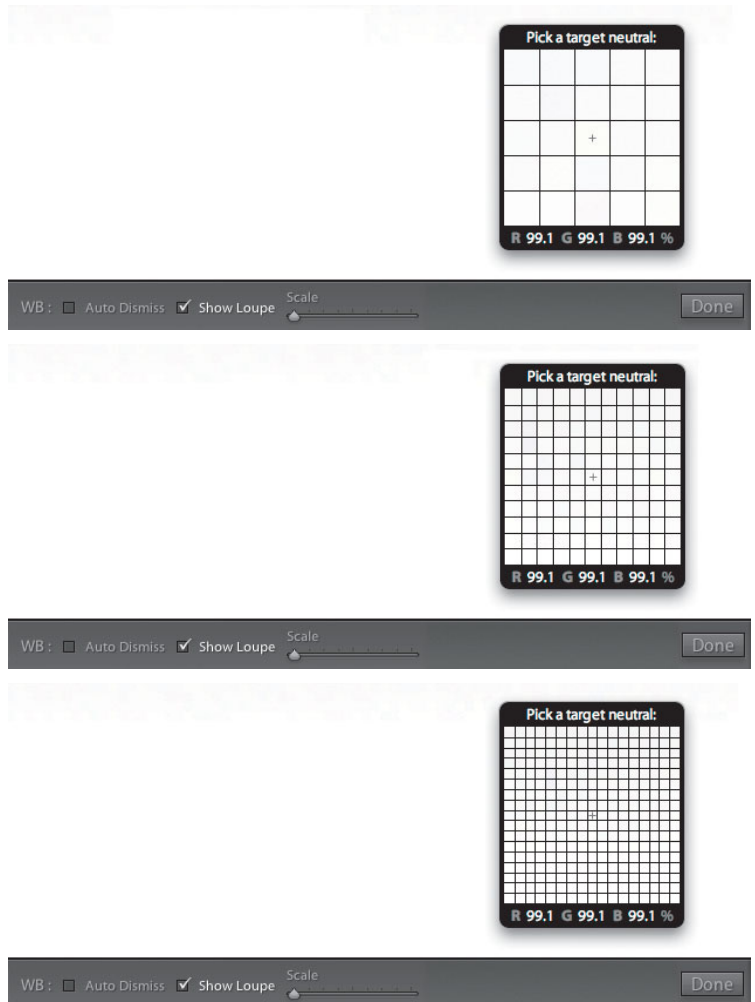 Pick a target neutral:
R 99.1 G 99.1 B 99.1 %
WB : Auto Dismiss Show Loupe Scale Done
Pick a target neutral:
R 99.1 G 99.1 B 99.1 %
WB : Auto Dismiss Show Loupe Scale Done
Pick a target neutral:
R 99.1 G 99.1 B 99.1 %
WB : Auto Dismiss Show Loupe Scale Done